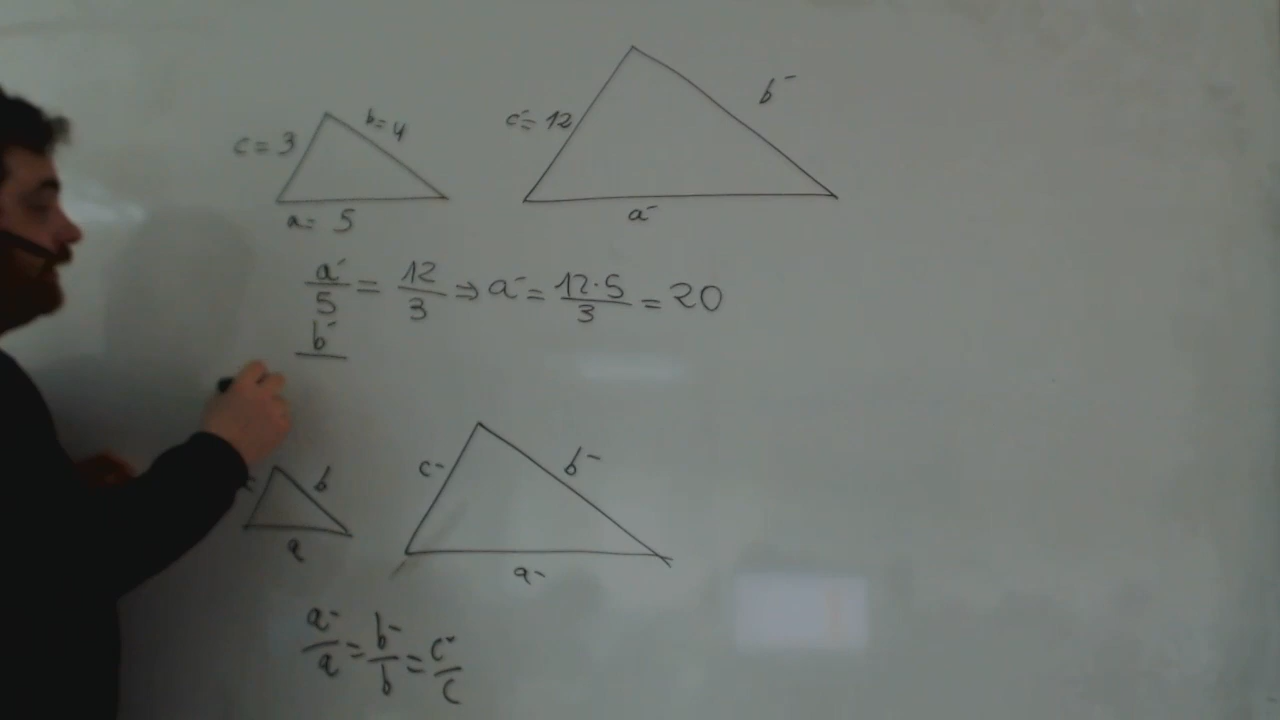 c = 3
b = 4
a = 5
c' = 12
b'
a'
a'/5 = 12/3 ⇒ a' = 12·5/3 = 20
b'
b
a
c'
b'
a'
a'/a = b'/b = c'/c